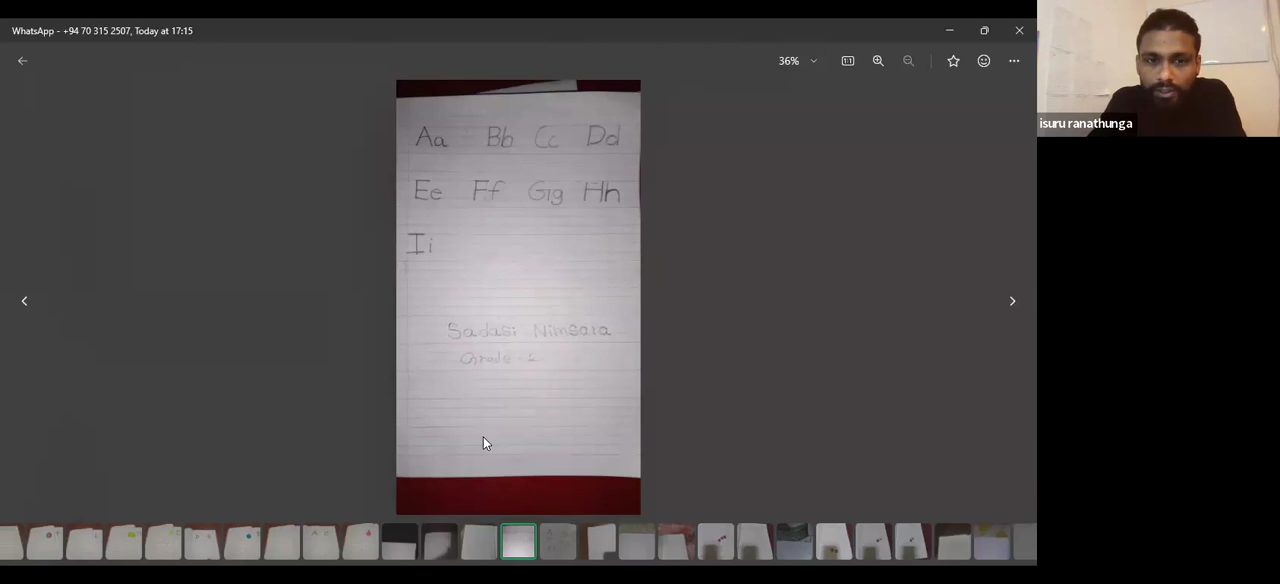 WhatsApp - +94 70 315 2507, Today at 17:15
36%
isuru ranathunga
Aa Bb Cc Dd
Ee Ff Gg Hh
Ii
Sadasi Nimsara
Grade - 2